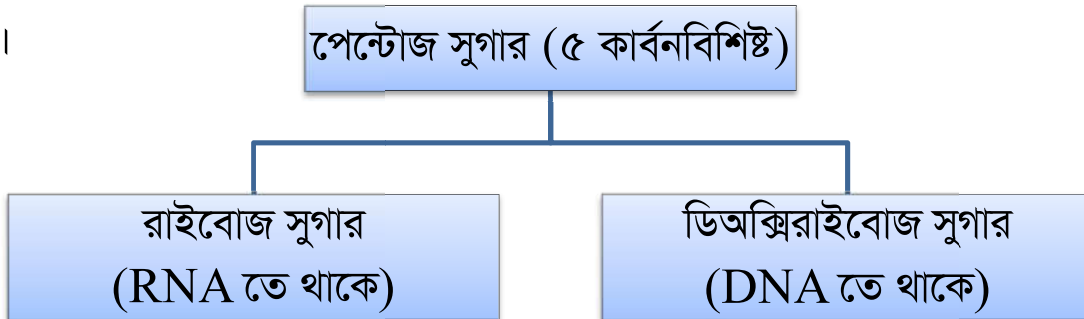 ।
পেন্টোজ সুগার (৫ কার্বনবিশিষ্ট)
রাইবোজ সুগার
(RNA তে থাকে)
ডিঅক্সিরাইবোজ সুগার
(DNA তে থাকে)